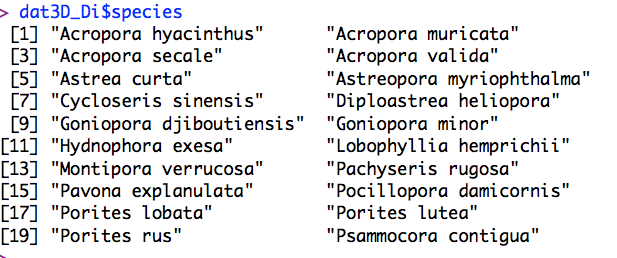 > dat3D_Di$species
[1] "Acropora hyacinthus" "Acropora muricata"
[3] "Acropora secale" "Acropora valida"
[5] "Astrea curta" "Astreopora myriophthalma"
[7] "Cycloseris sinensis" "Diploastrea heliopora"
[9] "Goniopora djiboutiensis" "Goniopora minor"
[11] "Hydnophora exesa" "Lobophyllia hemprichii"
[13] "Montipora verrucosa" "Pachyseris rugosa"
[15] "Pavona explanulata" "Pocillopora damicornis"
[17] "Porites lobata" "Porites lutea"
[19] "Porites rus" "Psammocora contigua"